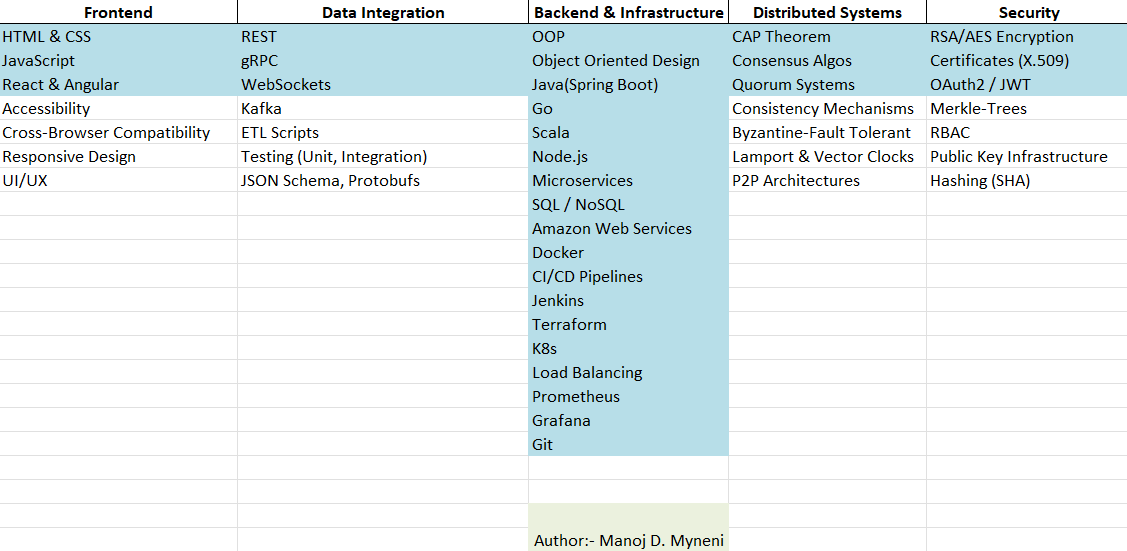 Frontend Data Integration Backend & Infrastructure Distributed Systems Security
HTML & CSS REST OOP CAP Theorem RSA/AES Encryption
JavaScript gRPC Object Oriented Design Consensus Algos Certificates (X.509)
React & Angular WebSockets Java(Spring Boot) Quorum Systems OAuth2 / JWT
Accessibility Kafka Go Consistency Mechanisms Merkle-Trees
Cross-Browser Compatibility ETL Scripts Scala Byzantine-Fault Tolerant RBAC
Responsive Design Testing (Unit, Integration) Node.js Lamport & Vector Clocks Public Key Infrastructure
UI/UX JSON Schema, Protobufs Microservices P2P Architectures Hashing (SHA)
SQL / NoSQL
Amazon Web Services
Docker
CI/CD Pipelines
Jenkins
Terraform
K8s
Load Balancing
Prometheus
Grafana
Git
Author:- Manoj D. Myneni